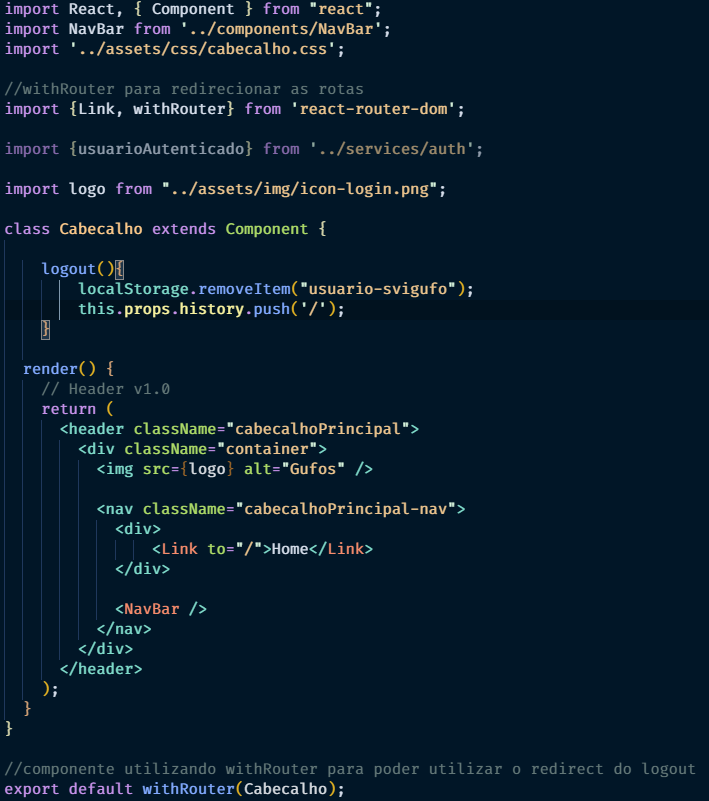 import React, { Component } from "react";
import NavBar from '../components/NavBar';
import '../assets/css/cabecalho.css';
//withRouter para redirecionar as rotas
import {Link, withRouter} from 'react-router-dom';
import {usuarioAutenticado} from '../services/auth';
import logo from "../assets/img/icon-login.png";
class Cabecalho extends Component {
logout(){
localStorage.removeItem("usuario-svigufo");
this.props.history.push('/');
}
render() {
// Header v1.0
return (
<header className="cabecalhoPrincipal">
<div className="container">
<img src={logo} alt="Gufos" />
<nav className="cabecalhoPrincipal-nav">
<div>
<Link to="/">Home</Link>
</div>
<NavBar />
</nav>
</div>
</header>
);
}
}
//componente utilizando withRouter para poder utilizar o redirect do logout
export default withRouter(Cabecalho);